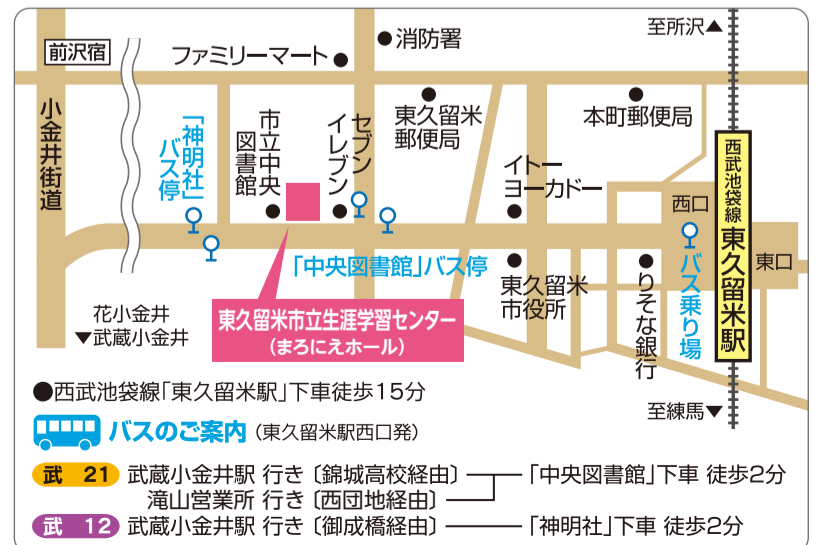 至所沢▲
前沢宿
ファミリーマート
消防署
小金井街道
「神明社」
バス停
市立中央
図書館
セブン
イレブン
東久留米
郵便局
本町郵便局
イトー
ヨーカドー
西武池袋線
東久留米駅
西口
東口
バス乗り場
「中央図書館」バス停
東久留米
市役所
りそな銀行
花小金井
▼武蔵小金井
東久留米市立生涯学習センター
(まろにえホール)
至練馬▼
●西武池袋線「東久留米駅」下車徒歩15分
バスのご案内(東久留米駅西口発)
武 21 武蔵小金井駅 行き〔錦城高校経由〕 「中央図書館」下車 徒歩2分
滝山営業所 行き〔西団地経由〕
武 12 武蔵小金井駅 行き〔御成橋経由〕 「神明社」下車 徒歩2分